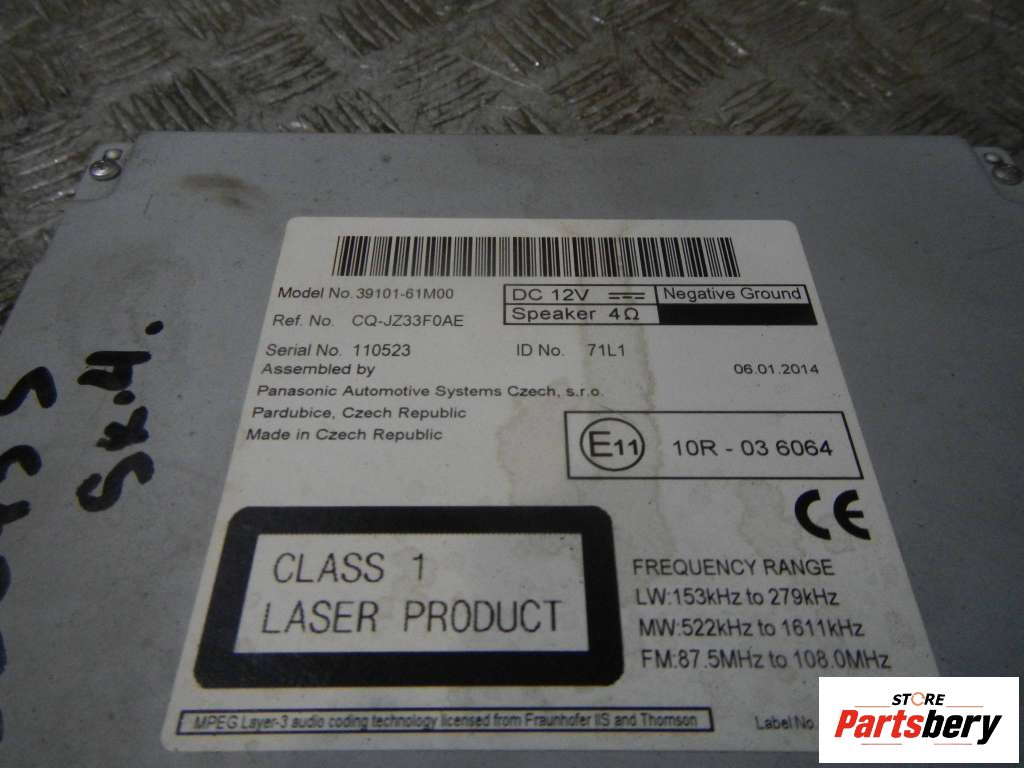 Model No. 39101-61M00
DC 12V Negative Ground
Ref. No. CQ-JZ33F0AE
Speaker 4Ω
Serial No. 110523 ID No. 71L1
Assembled by 06.01.2014
Panasonic Automotive Systems Czech, s.r.o.
Pardubice, Czech Republic
Made in Czech Republic
E11 10R - 03 6064
CE
CLASS 1
LASER PRODUCT
FREQUENCY RANGE
LW:153kHz to 279kHz
MW:522kHz to 1611kHz
FM:87.5MHz to 108.0MHz
MPEG Layer-3 audio coding technology licensed from Fraunhofer IIS and Thomson
Label No.
STORE
Partsbery